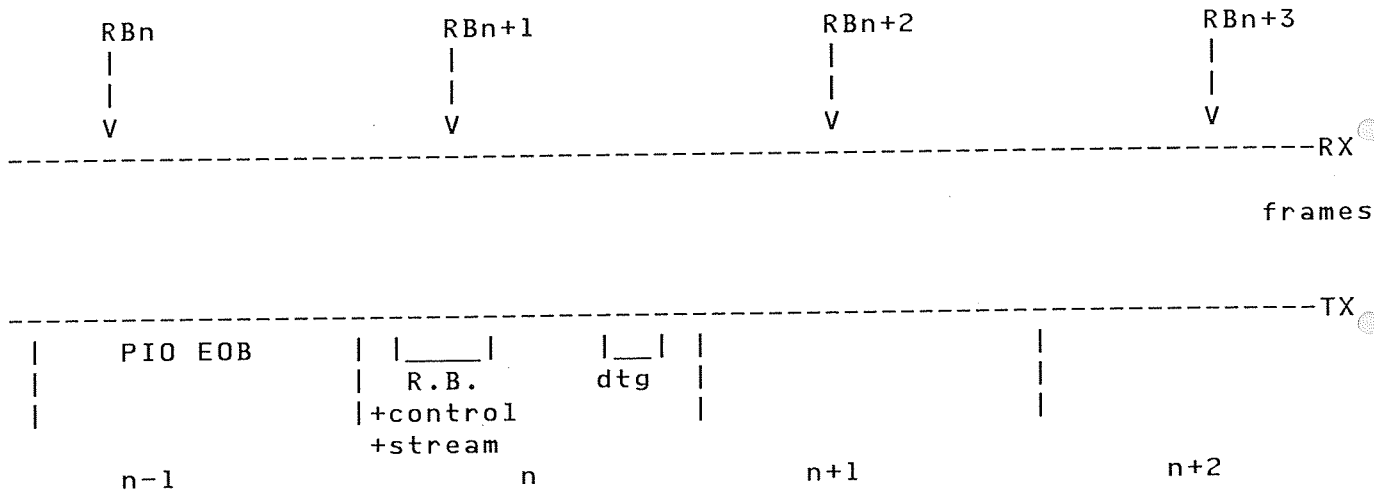 RBn RBn+1 RBn+2 RBn+3
RX
frames
TX
PIO EOB
R.B. dtg
+control
+stream
n-1 n n+1 n+2